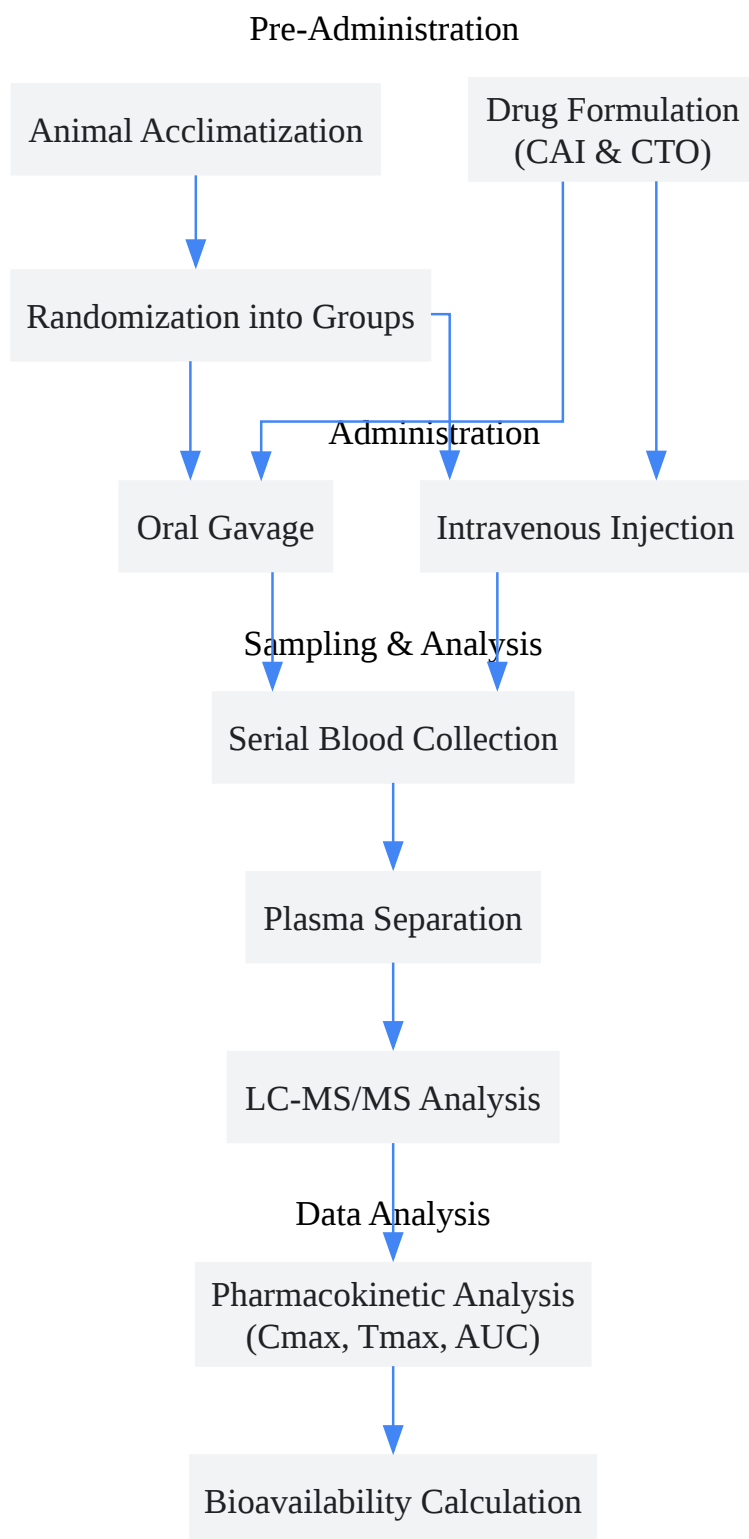 Pre-Administration
Animal Acclimatization
Drug Formulation
(CAI & CTO)
Randomization into Groups
Administration
Oral Gavage
Intravenous Injection
Sampling & Analysis
Serial Blood Collection
Plasma Separation
LC-MS/MS Analysis
Data Analysis
Pharmacokinetic Analysis
(Cmax, Tmax, AUC)
Bioavailability Calculation